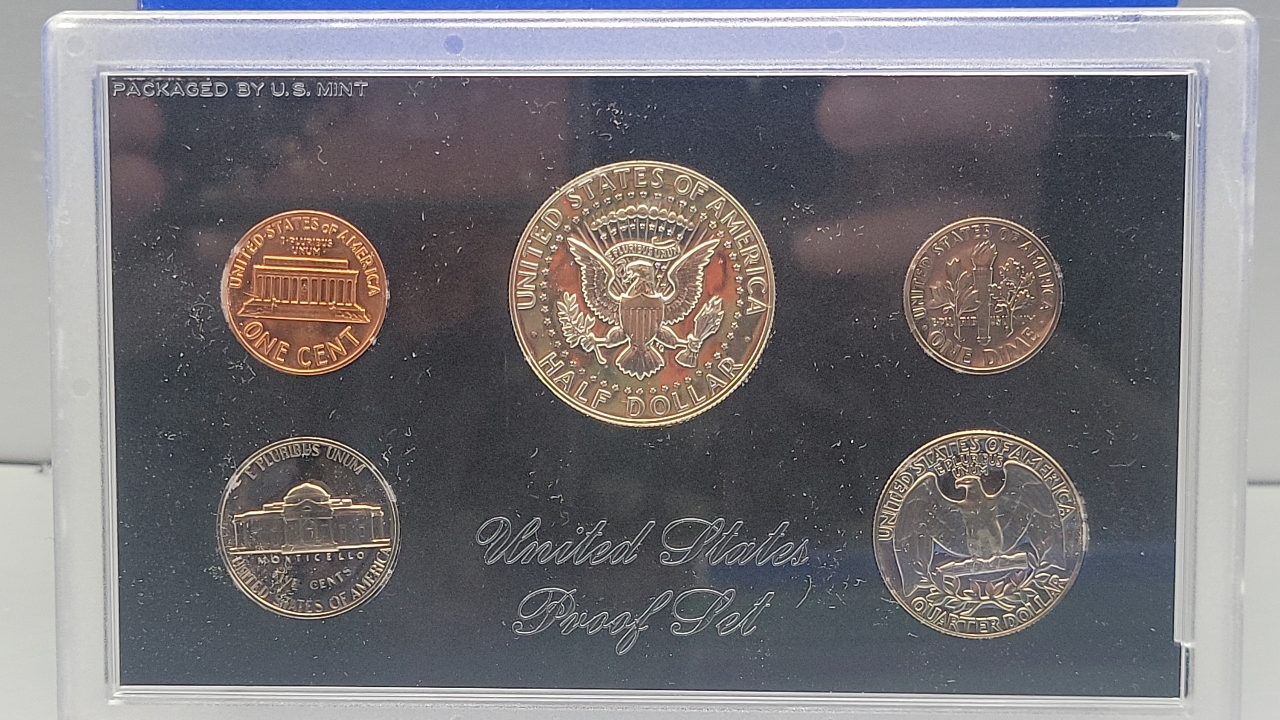 PACKAGED BY U.S. MINT
UNITED STATES OF AMERICA
E·PLURIBUS
UNUM
ONE CENT
UNITED STATES OF AMERICA
E PLURIBUS UNUM
HALF DOLLAR
UNITED STATES OF AMERICA
ONE DIME
E PLURIBUS UNUM
MONTICELLO
FIVE CENTS
UNITED STATES OF AMERICA
United States
Proof Set
UNITED STATES OF AMERICA
E PLURIBUS
UNUM
QUARTER DOLLAR